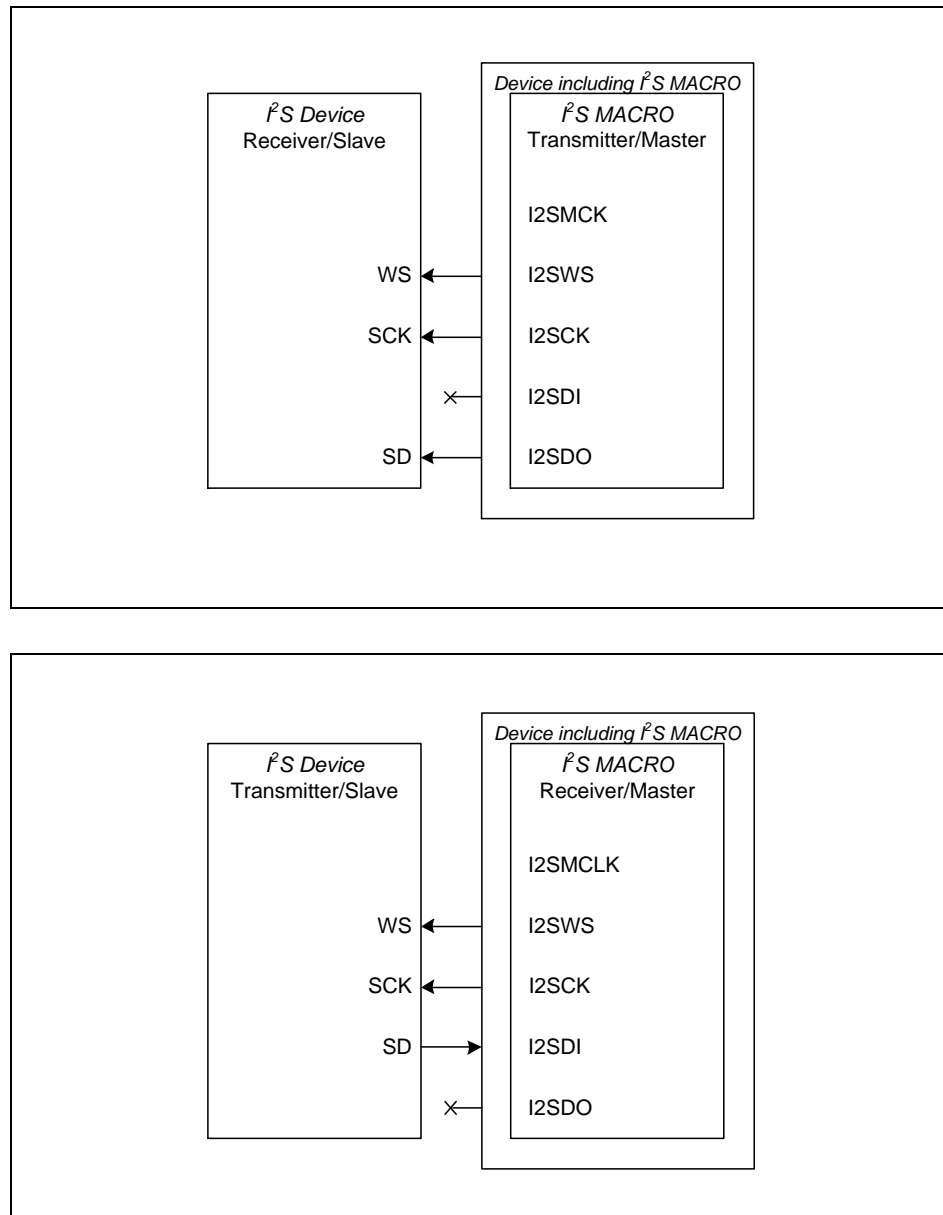 Device including I²S MACRO
I²S Device
Receiver/Slave
I²S MACRO
Transmitter/Master
I2SMCK
WS
I2SWS
SCK
I2SCK
I2SDI
SD
I2SDO
Device including I²S MACRO
I²S Device
Transmitter/Slave
I²S MACRO
Receiver/Master
I2SMCLK
WS
I2SWS
SCK
I2SCK
SD
I2SDI
I2SDO